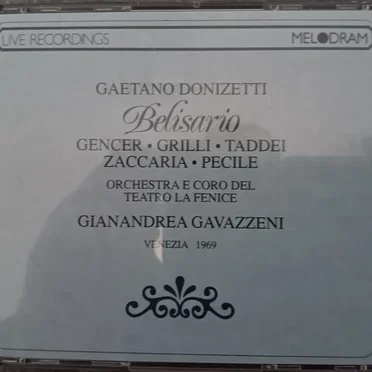 LIVE RECORDINGS
MELODRAM
GAETANO DONIZETTI
Belisario
GENCER • GRILLI • TADDEI
ZACCARIA • PECILE
ORCHESTRA E CORO DEL
TEATRO LA FENICE
GIANANDREA GAVAZZENI
VENEZIA 1969